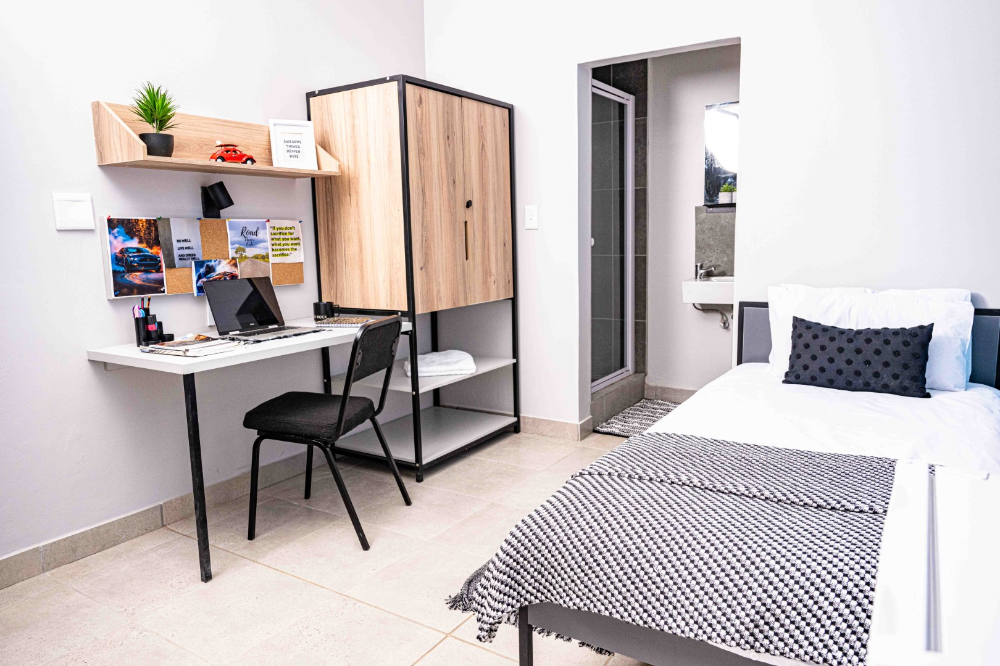 AWESOME
THINGS
HAPPEN
HERE
DO WELL
LIVE WELL
AND DRESS
REALLY WELL
Road
"If you don't
sacrifice for
what you want,
what you want
becomes the
sacrifice."
DELL
ROCK